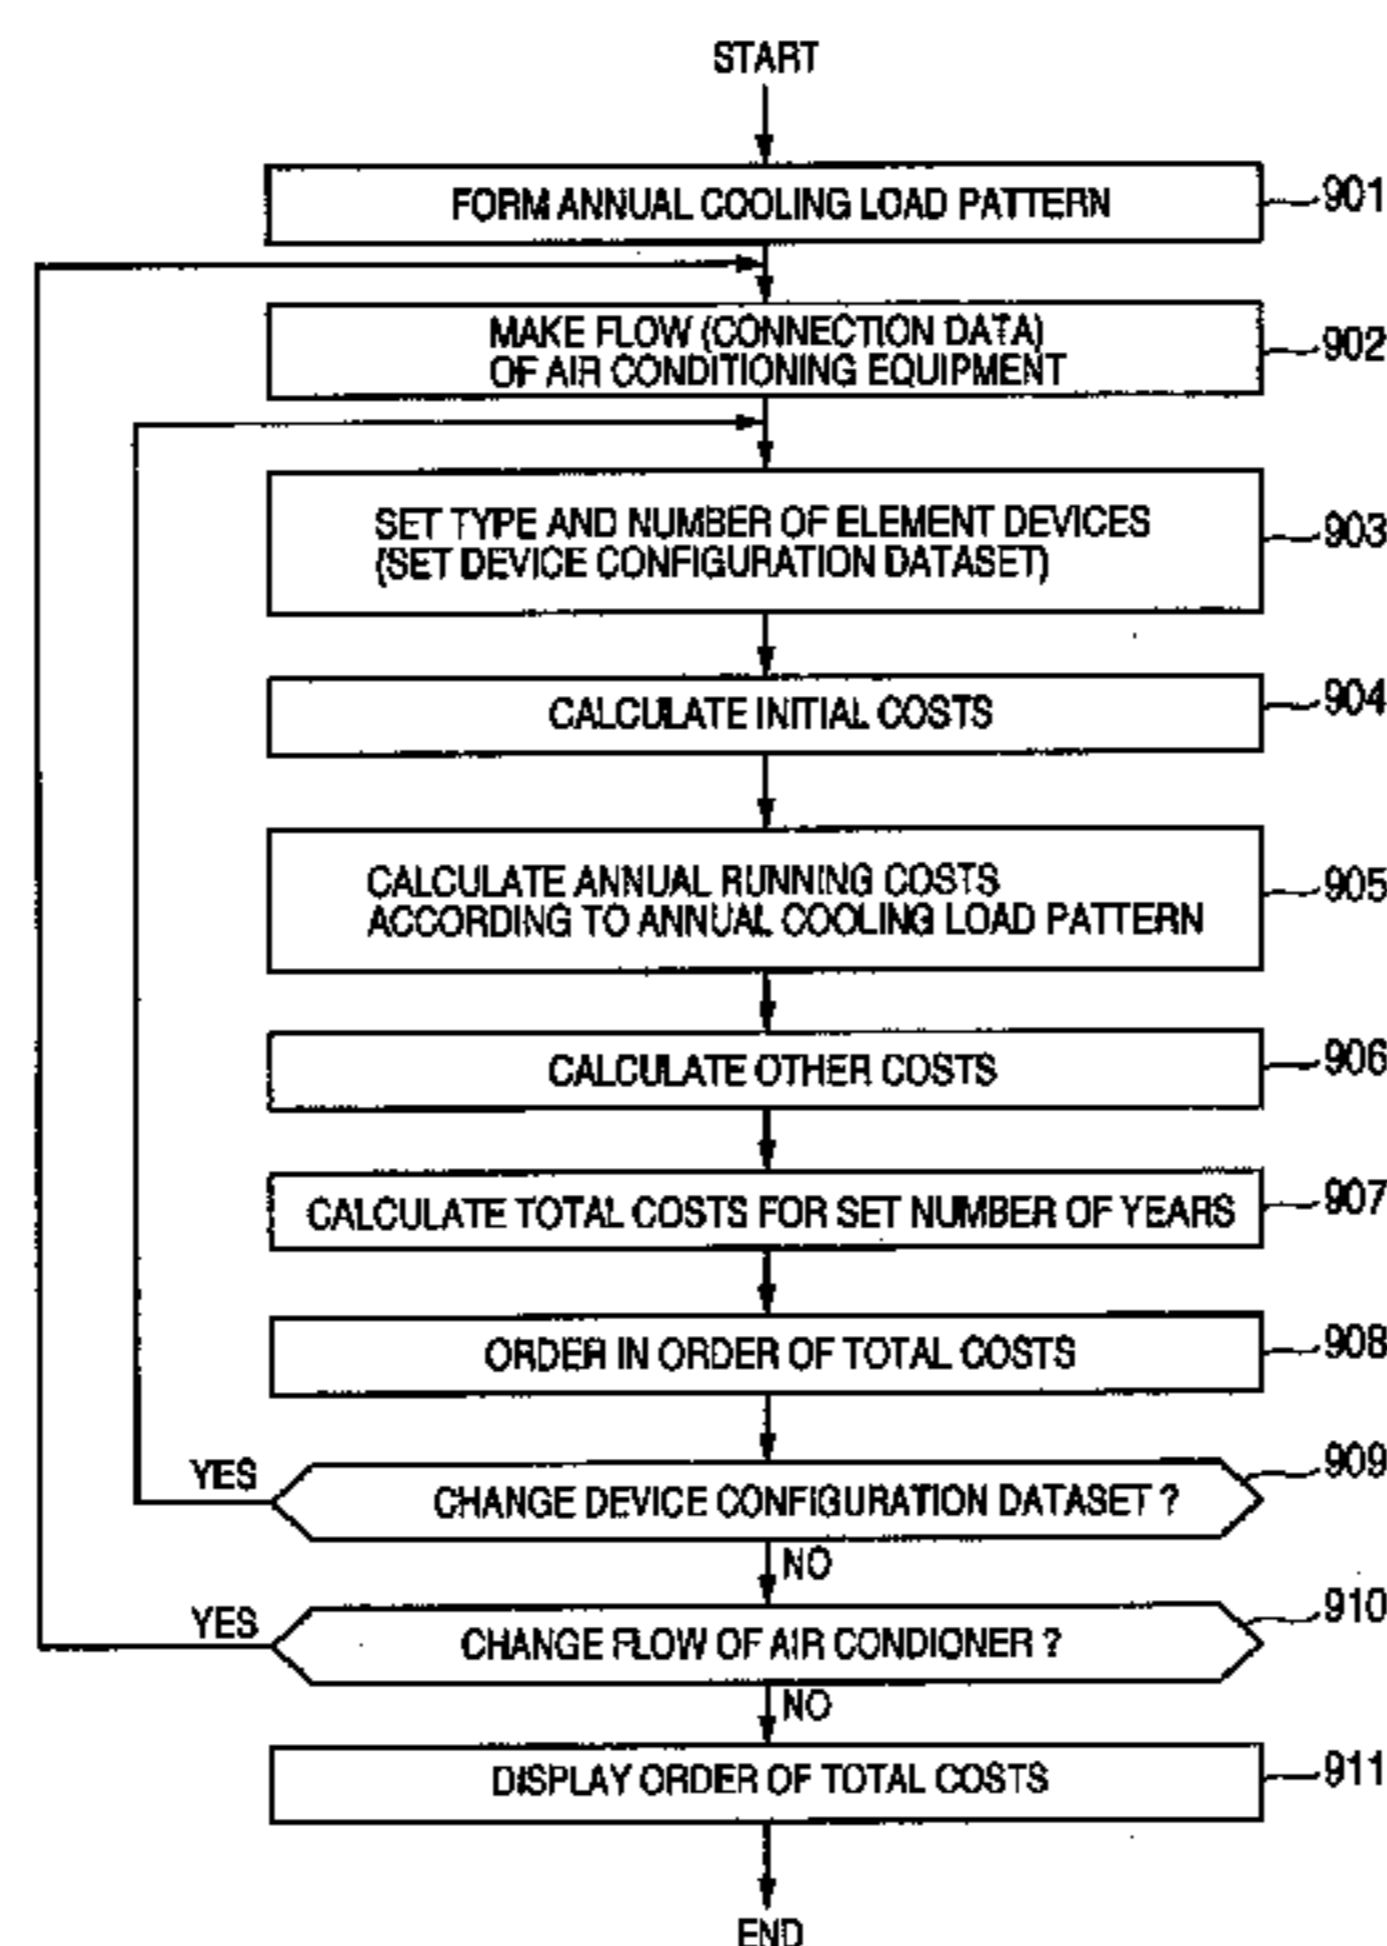 START
FORM ANNUAL COOLING LOAD PATTERN
901
MAKE FLOW (CONNECTION DATA)
OF AIR CONDITIONING EQUIPMENT
902
SET TYPE AND NUMBER OF ELEMENT DEVICES
(SET DEVICE CONFIGURATION DATASET)
903
CALCULATE INITIAL COSTS
904
CALCULATE ANNUAL RUNNING COSTS
ACCORDING TO ANNUAL COOLING LOAD PATTERN
905
CALCULATE OTHER COSTS
906
CALCULATE TOTAL COSTS FOR SET NUMBER OF YEARS
907
ORDER IN ORDER OF TOTAL COSTS
908
YES
CHANGE DEVICE CONFIGURATION DATASET ?
909
NO
YES
CHANGE FLOW OF AIR CONDIONER ?
910
NO
DISPLAY ORDER OF TOTAL COSTS
911
END